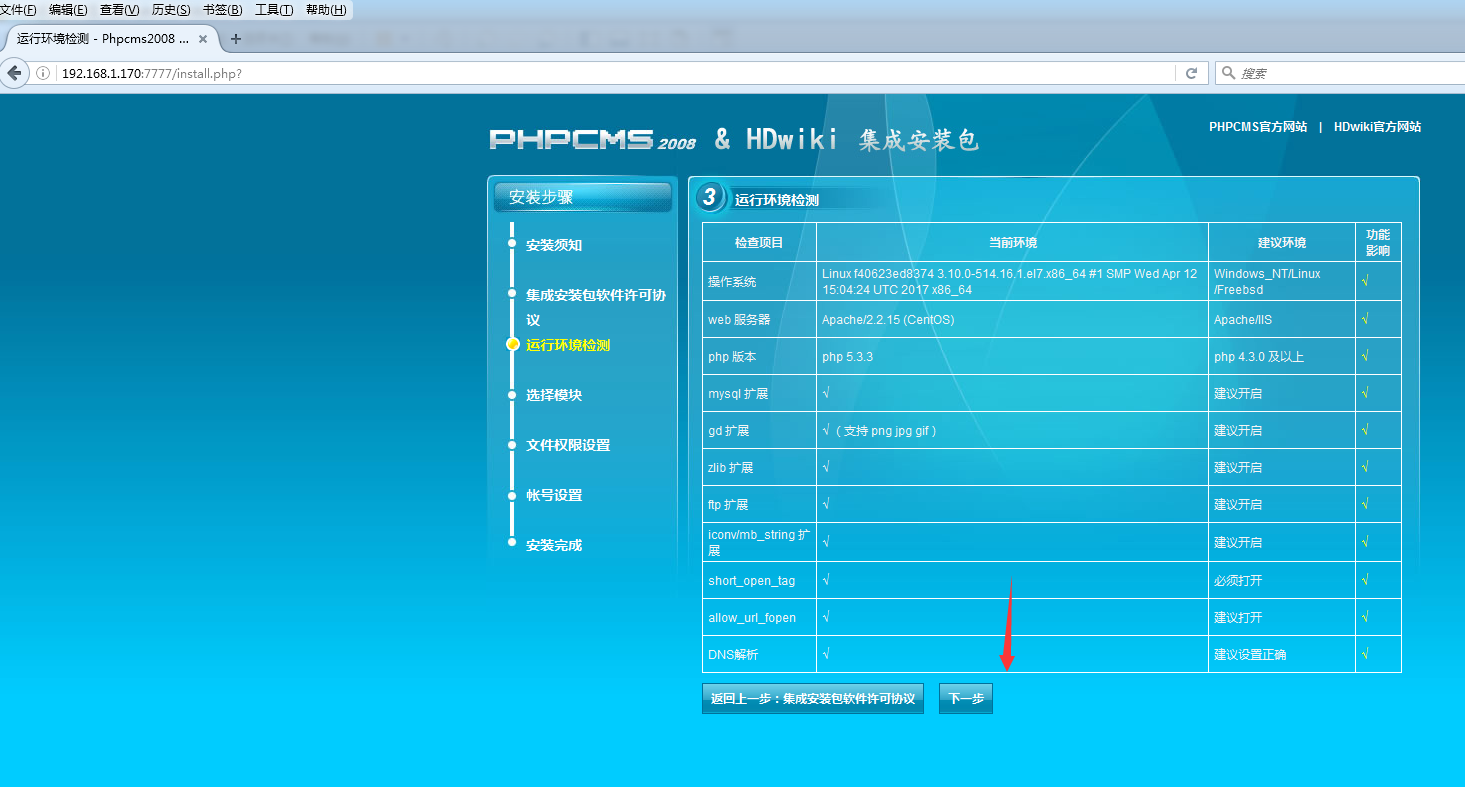 文件(F) 编辑(E) 查看(V) 历史(S) 书签(B) 工具(T) 帮助(H)
运行环境检测 - Phpcms2008 ...
192.168.1.170:7777/install.php?
搜索
PHPCMS 2008 & HDwiki 集成安装包
PHPCMS官方网站 | HDwiki官方网站
安装步骤
安装须知
集成安装包软件许可协
议
运行环境检测
选择模块
文件权限设置
帐号设置
安装完成
3 运行环境检测
检查项目 当前环境 建议环境 功能
影响
操作系统 Linux f40623ed8374 3.10.0-514.16.1.el7.x86_64 #1 SMP Wed Apr 12 Windows_NT/Linux √
15:04:24 UTC 2017 x86_64 /Freebsd
web 服务器 Apache/2.2.15 (CentOS) Apache/IIS √
php 版本 php 5.3.3 php 4.3.0 及以上 √
mysql 扩展 √ 建议开启 √
gd 扩展 √ ( 支持 png jpg gif ) 建议开启 √
zlib 扩展 √ 建议开启 √
ftp 扩展 √ 建议开启 √
iconv/mb_string 扩 √ 建议开启 √
展
short_open_tag √ 必须打开 √
allow_url_fopen √ 建议打开 √
DNS解析 √ 建议设置正确 √
返回上一步：集成安装包软件许可协议 下一步